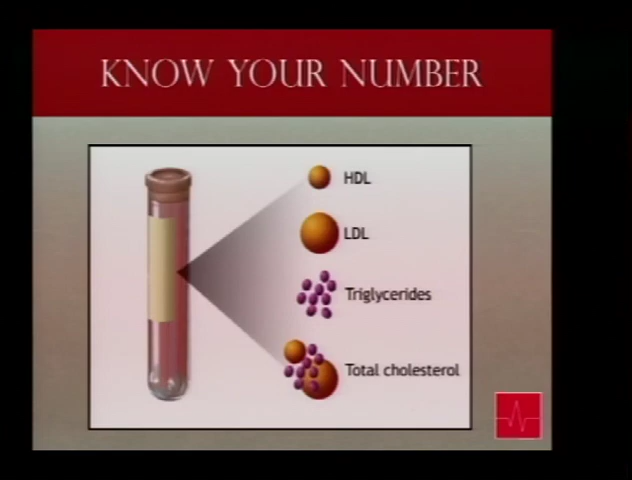 KNOW YOUR NUMBER
HDL
LDL
Triglycerides
Total cholesterol